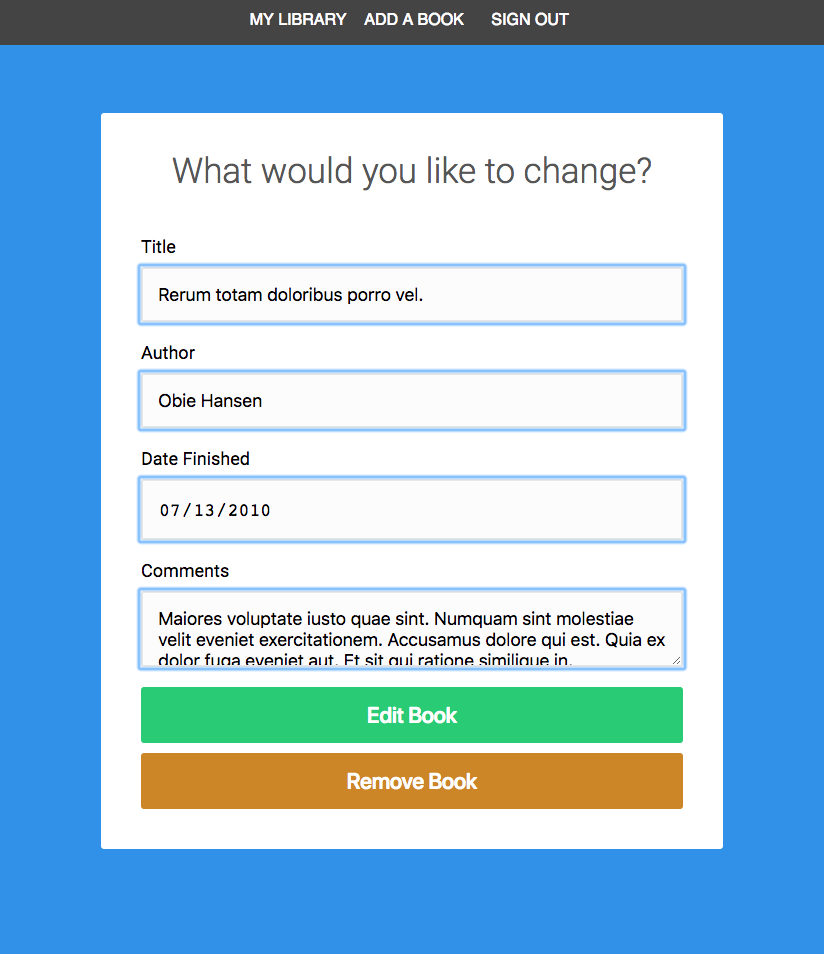 MY LIBRARY ADD A BOOK SIGN OUT
What would you like to change?
Title
Rerum totam doloribus porro vel.
Author
Obie Hansen
Date Finished
07/13/2010
Comments
Maiores voluptate iusto quae sint. Numquam sint molestiae
velit eveniet exercitationem. Accusamus dolore qui est. Quia ex
dolor fuga eveniet aut. Et sit qui ratione similique in.
Edit Book
Remove Book